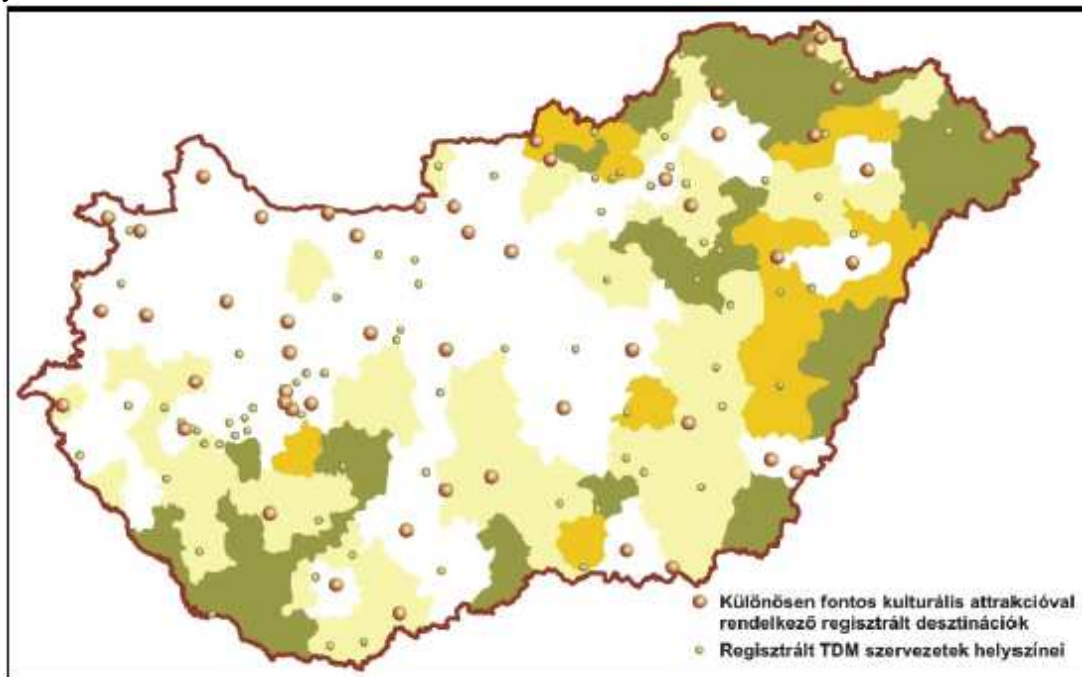 Különösen fontos kulturális attrakcióval
rendelkező regisztrált desztinációk
Regisztrált TDM szervezetek helyszínei